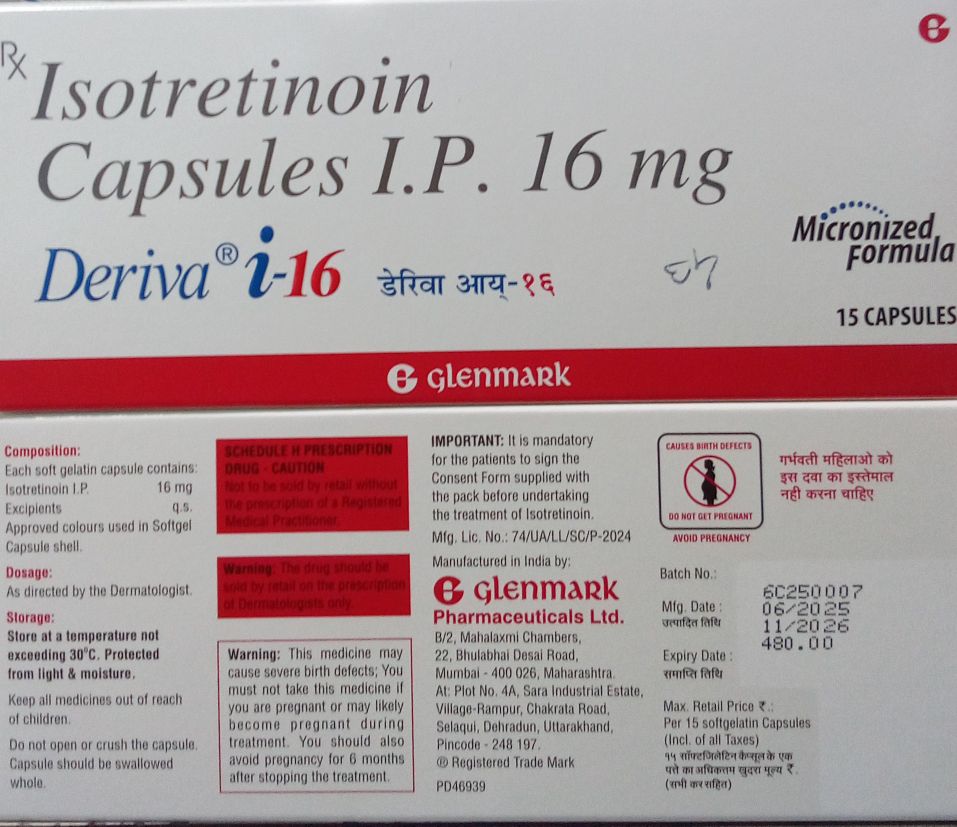 Rx
Isotretinoin
Capsules I.P. 16 mg
Deriva® i-16 डेरिवा आय्-१६
Micronized
Formula
15 CAPSULES
glenmark
Composition:
Each soft gelatin capsule contains:
Isotretinoin I.P. 16 mg
Excipients q.s.
Approved colours used in Softgel
Capsule shell.
Dosage:
As directed by the Dermatologist.
Storage:
Store at a temperature not
exceeding 30°C. Protected
from light & moisture.
Keep all medicines out of reach
of children.
Do not open or crush the capsule.
Capsule should be swallowed
whole.
SCHEDULE H PRESCRIPTION
DRUG - CAUTION
Not to be sold by retail without
the prescription of a Registered
Medical Practitioner.
Warning: The drug should be
sold by retail on the prescription
of Dermatologists only.
Warning: This medicine may
cause severe birth defects; You
must not take this medicine if
you are pregnant or may likely
become pregnant during
treatment. You should also
avoid pregnancy for 6 months
after stopping the treatment.
IMPORTANT: It is mandatory
for the patients to sign the
Consent Form supplied with
the pack before undertaking
the treatment of Isotretinoin.
Mfg. Lic. No.: 74/UA/LL/SC/P-2024
Manufactured in India by:
glenmark
Pharmaceuticals Ltd.
B/2, Mahalaxmi Chambers,
22, Bhulabhai Desai Road,
Mumbai - 400 026, Maharashtra.
At: Plot No. 4A, Sara Industrial Estate,
Village-Rampur, Chakrata Road,
Selaqui, Dehradun, Uttarakhand,
Pincode - 248 197.
® Registered Trade Mark
PD46939
CAUSES BIRTH DEFECTS
DO NOT GET PREGNANT
AVOID PREGNANCY
गर्भवती महिलाओ को
इस दवा का इस्तेमाल
नही करना चाहिए
Batch No.: 6C250007
Mfg. Date : 06/2025
उत्पादित तिथि
Expiry Date : 11/2026
समाप्ति तिथि
Max. Retail Price ₹.: 480.00
Per 15 softgelatin Capsules
(Incl. of all Taxes)
१५ सॉफ्टजिलेटिन कैप्सूल के एक
पत्ते का अधिकतम खुदरा मूल्य ₹.
(सभी कर सहित)